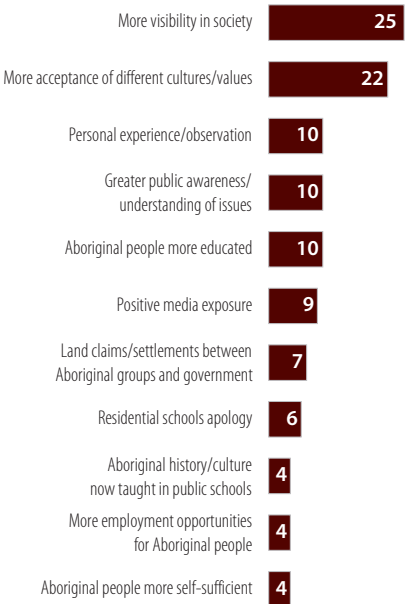 More visibility in society 25
More acceptance of different cultures/values 22
Personal experience/observation 10
Greater public awareness/
understanding of issues 10
Aboriginal people more educated 10
Positive media exposure 9
Land claims/settlements between
Aboriginal groups and government 7
Residential schools apology 6
Aboriginal history/culture
now taught in public schools 4
More employment opportunities
for Aboriginal people 4
Aboriginal people more self-sufficient 4